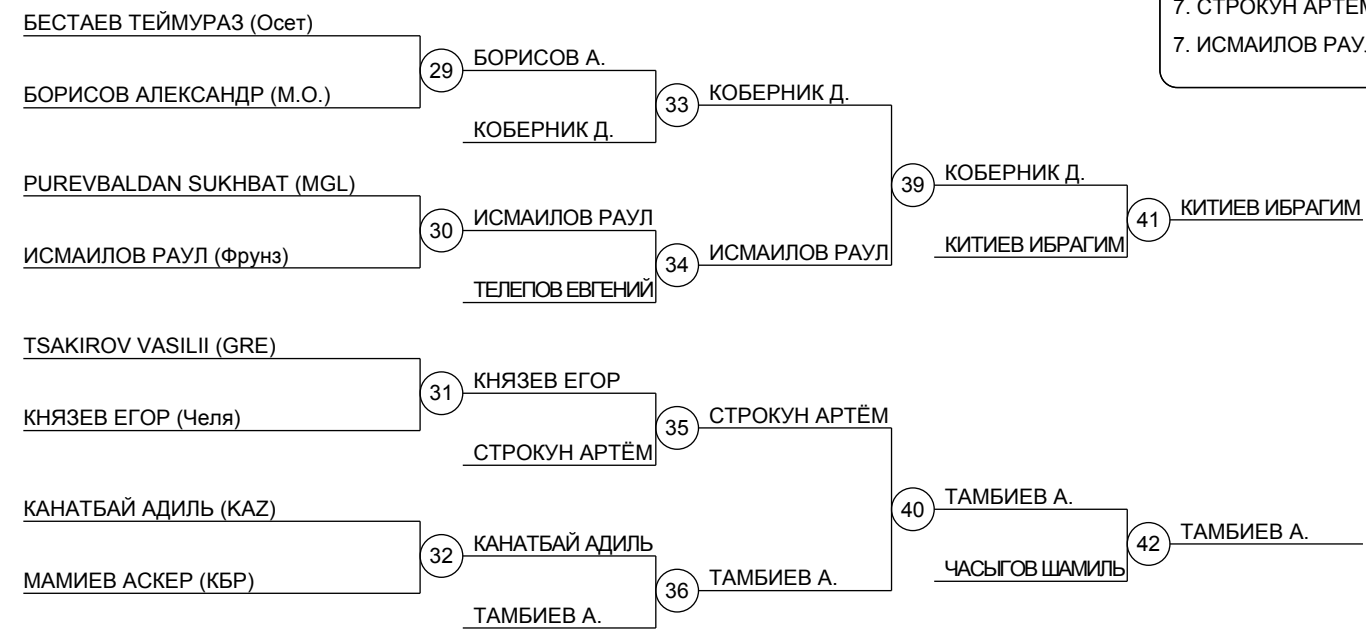 7. СТРОКУН АРТЁМ
7. ИСМАИЛОВ РАУЛ
БЕСТАЕВ ТЕЙМУРАЗ (Осет)
29
БОРИСОВ А.
БОРИСОВ АЛЕКСАНДР (М.О.)
33
КОБЕРНИК Д.
КОБЕРНИК Д.
PUREVBALDAN SUKHBAT (MGL)
39
КОБЕРНИК Д.
30
ИСМАИЛОВ РАУЛ
41
КИТИЕВ ИБРАГИМ
ИСМАИЛОВ РАУЛ (Фрунз)
34
ИСМАИЛОВ РАУЛ
КИТИЕВ ИБРАГИМ
ТЕЛЕПОВ ЕВГЕНИЙ
TSAKIROV VASILII (GRE)
31
КНЯЗЕВ ЕГОР
КНЯЗЕВ ЕГОР (Челя)
35
СТРОКУН АРТЁМ
СТРОКУН АРТЁМ
КАНАТБАЙ АДИЛЬ (KAZ)
40
ТАМБИЕВ А.
32
КАНАТБАЙ АДИЛЬ
42
ТАМБИЕВ А.
МАМИЕВ АСКЕР (КБР)
36
ТАМБИЕВ А.
ЧАСЫГОВ ШАМИЛЬ
ТАМБИЕВ А.